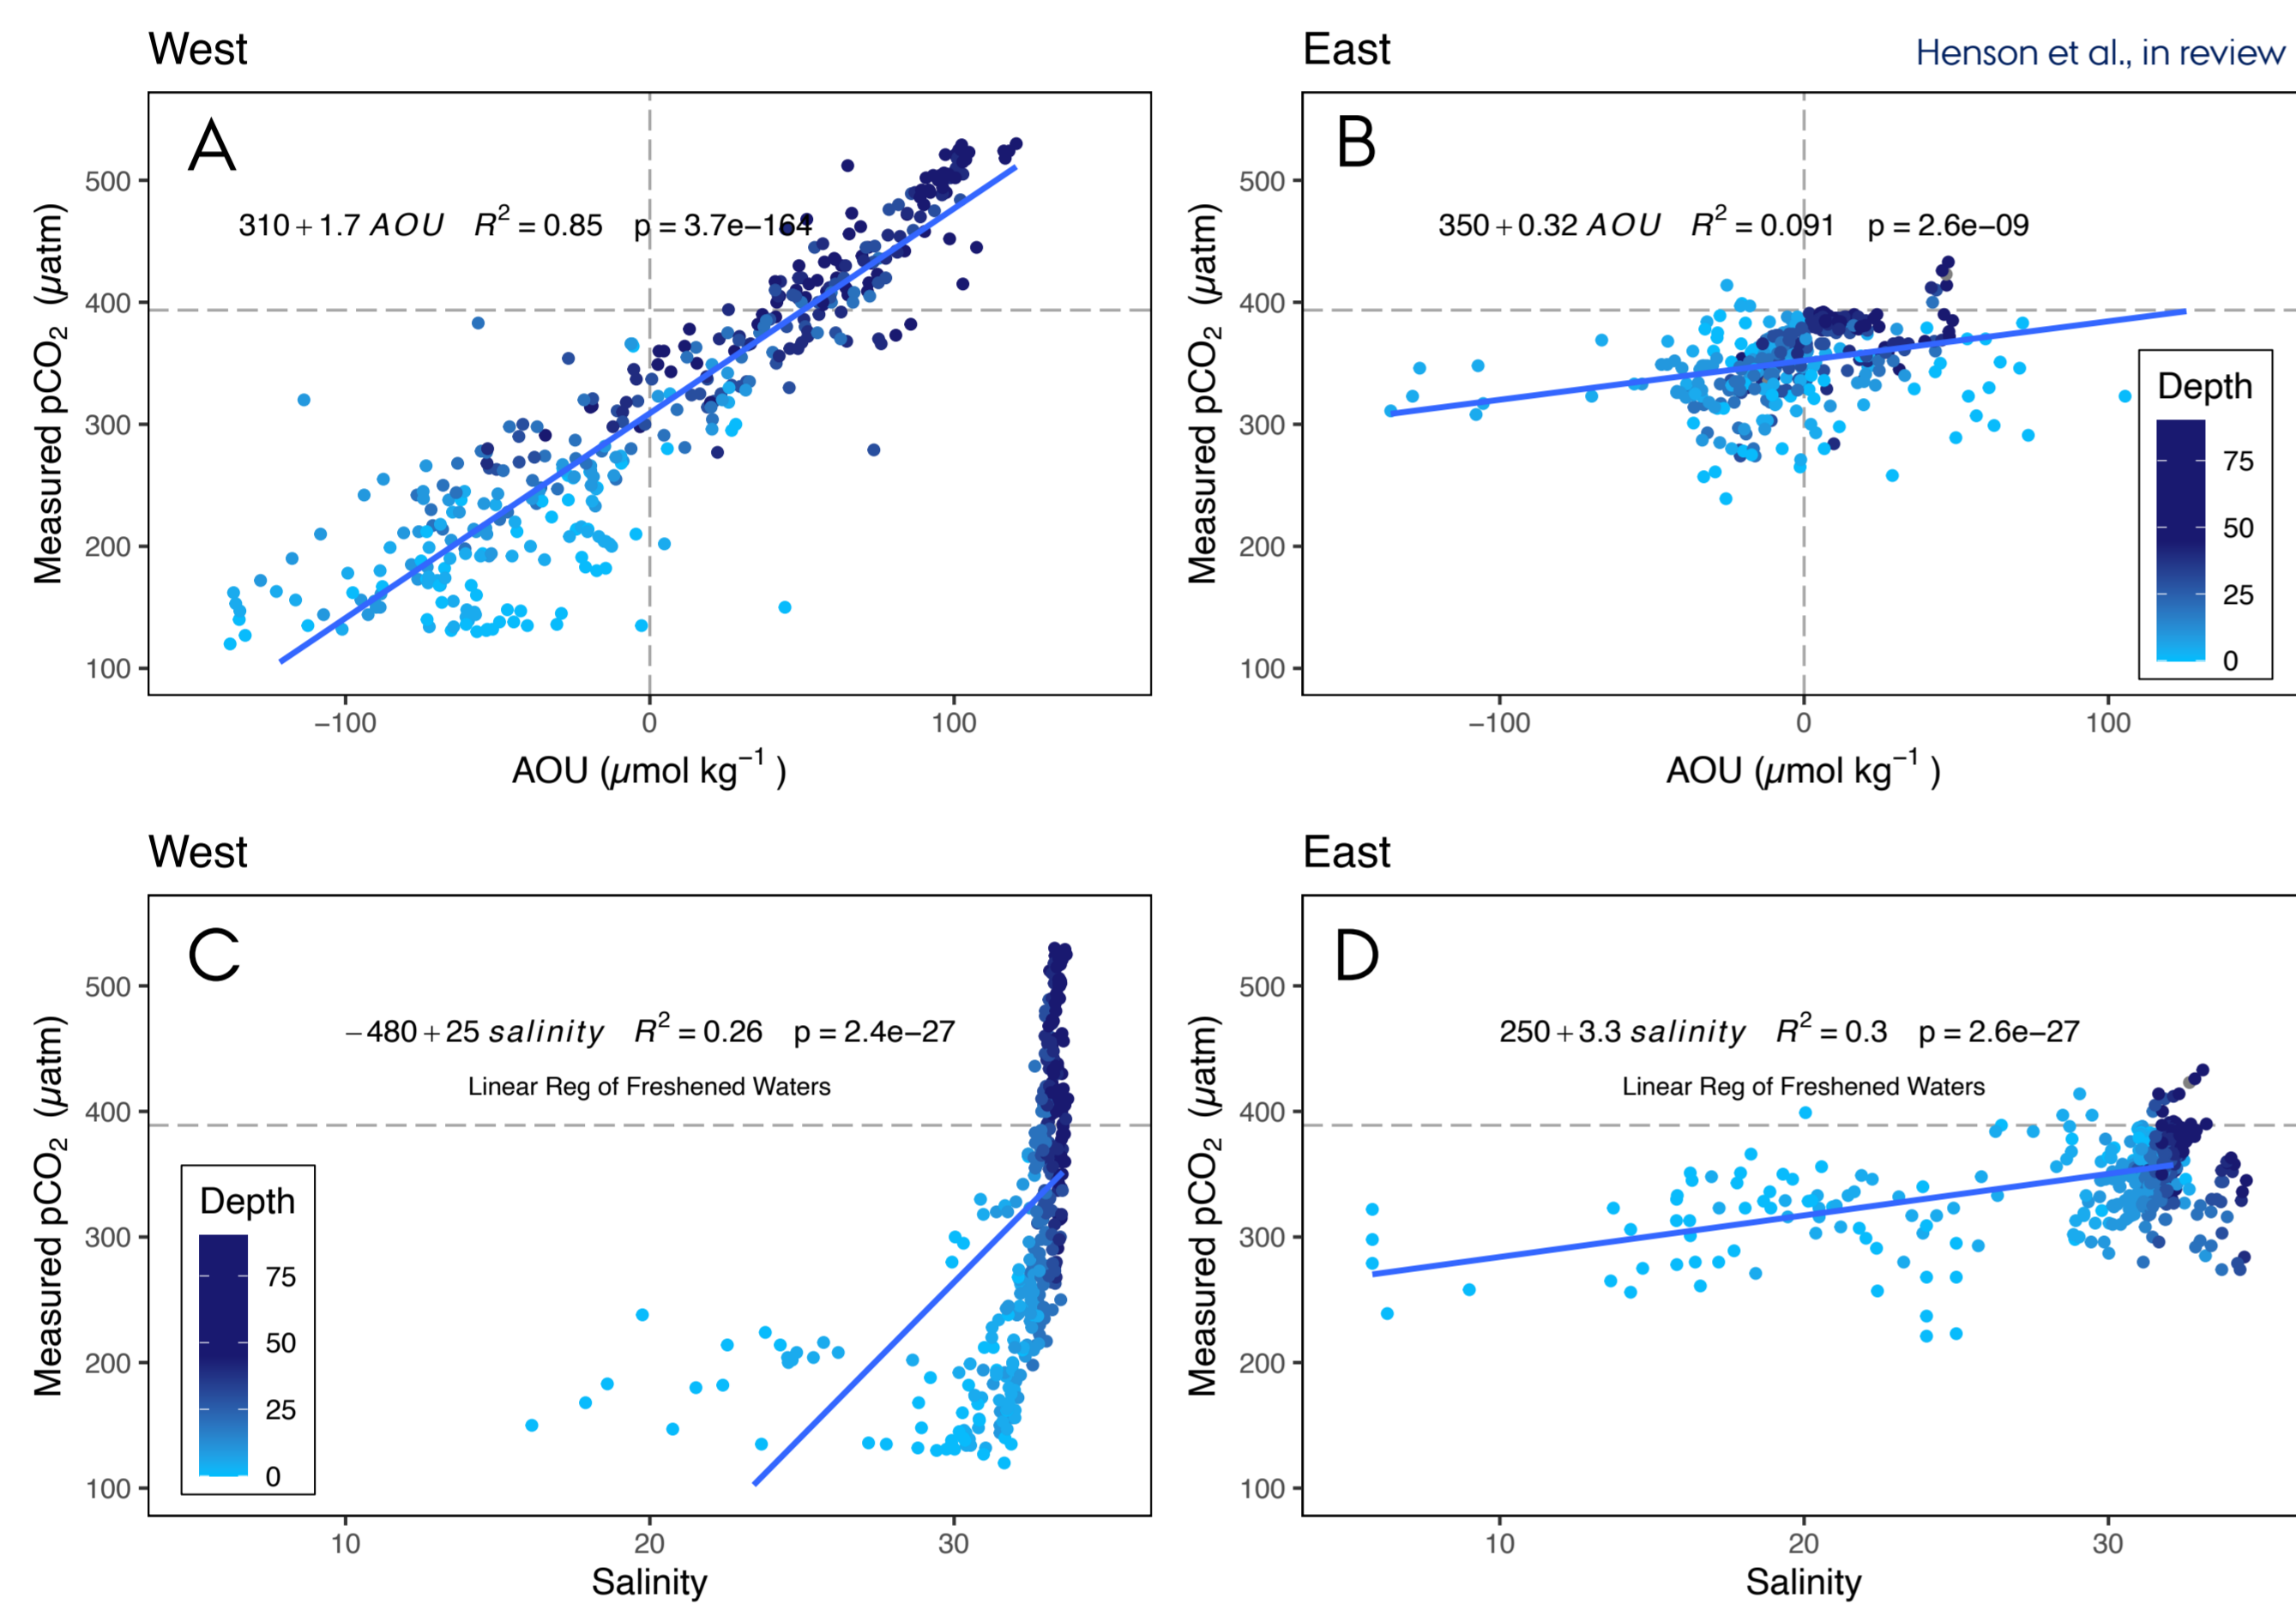 West
East
Henson et al., in review
A
310 + 1.7 AOU R² = 0.85 p = 3.7e−164
Measured pCO₂ (µatm)
500
400
300
200
100
−100
0
100
AOU (µmol kg⁻¹ )
B
350 + 0.32 AOU R² = 0.091 p = 2.6e−09
Measured pCO₂ (µatm)
500
400
300
200
100
Depth
75
50
25
0
−100
0
100
AOU (µmol kg⁻¹ )
West
East
C
−480 + 25 salinity R² = 0.26 p = 2.4e−27
Linear Reg of Freshened Waters
Measured pCO₂ (µatm)
500
400
300
200
100
Depth
75
50
25
0
10
20
30
Salinity
D
250 + 3.3 salinity R² = 0.3 p = 2.6e−27
Linear Reg of Freshened Waters
Measured pCO₂ (µatm)
500
400
300
200
100
10
20
30
Salinity